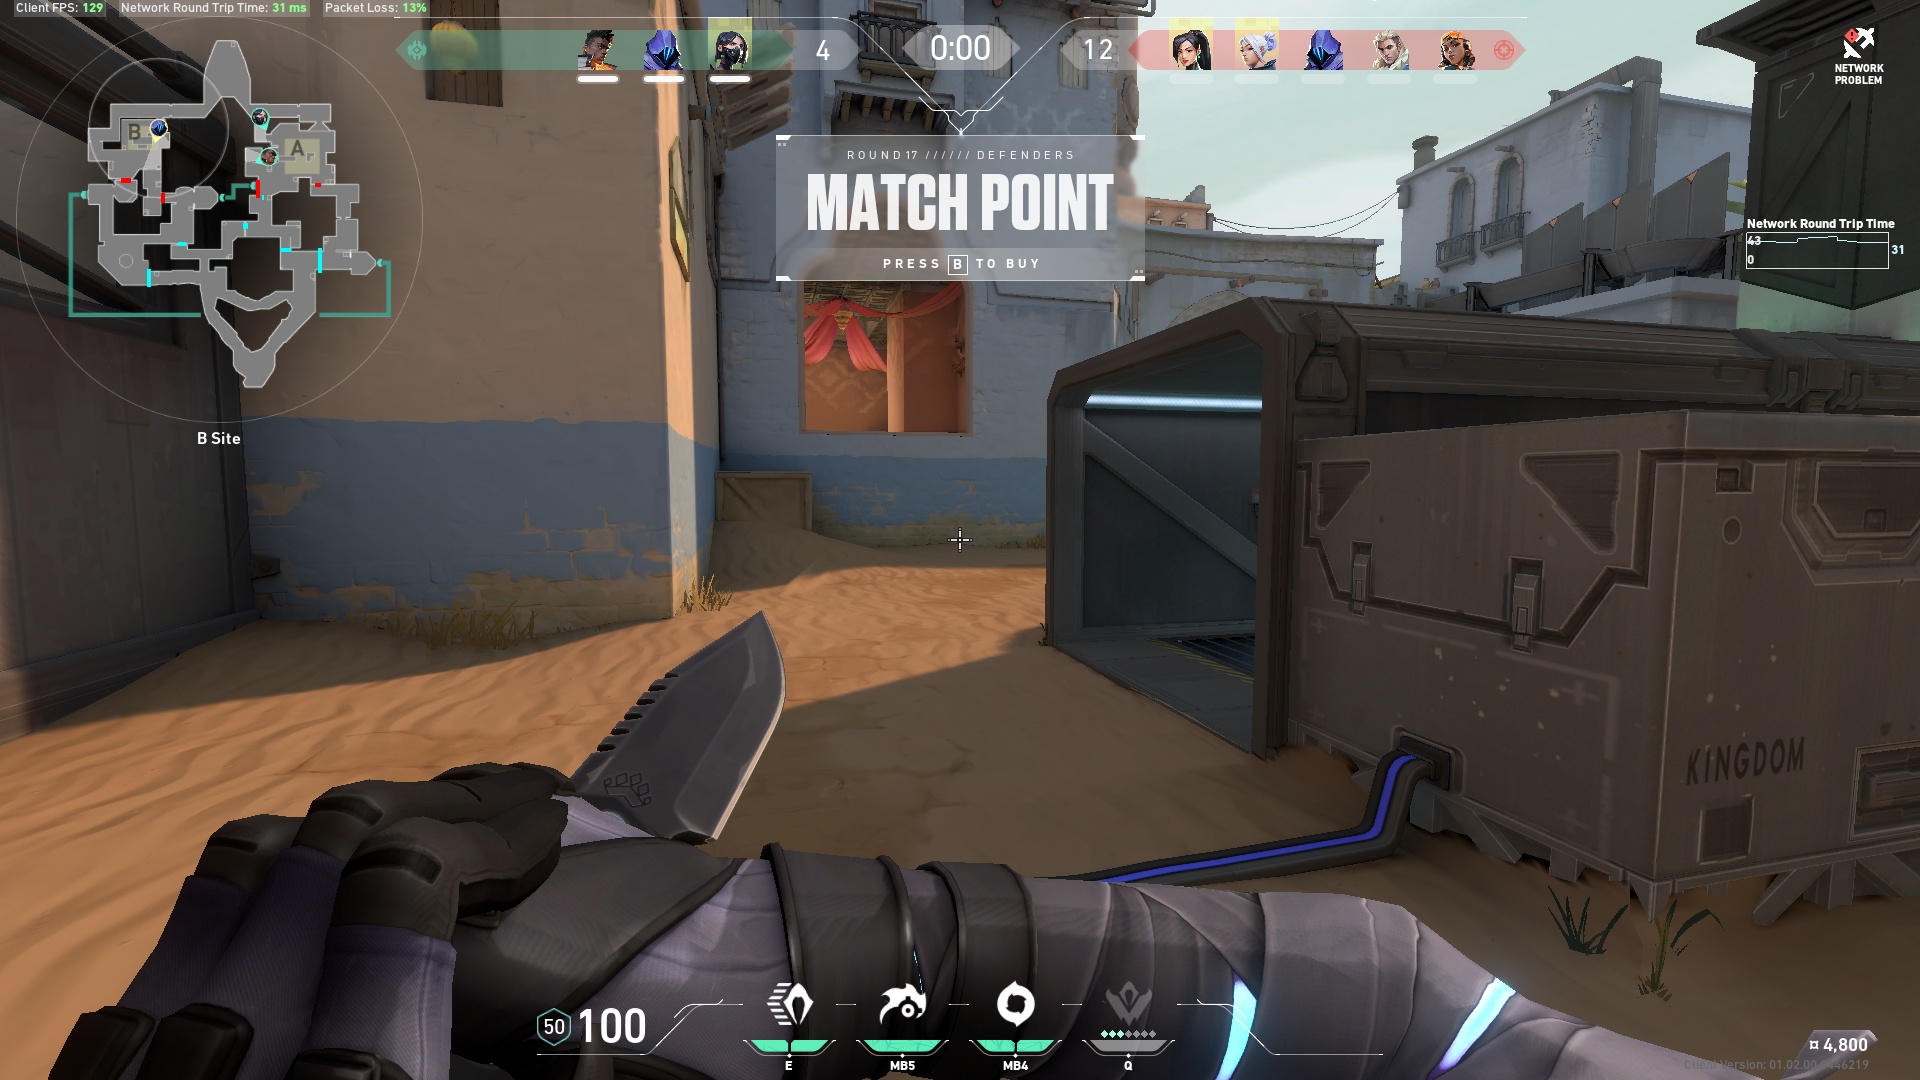 Client FPS: 129 Network Round Trip Time: 31 ms Packet Loss: 13%
4 0:00 12
NETWORK
PROBLEM
B
A
ROUND 17 ////// DEFENDERS
MATCH POINT
PRESS B TO BUY
Network Round Trip Time
43
31
0
B Site
KINGDOM
50 100
E MB5 MB4 Q
¤ 4,800